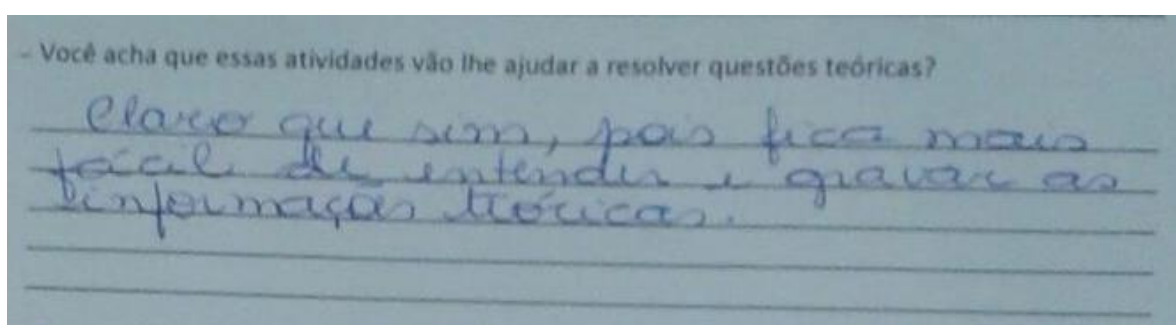 - Você acha que essas atividades vão lhe ajudar a resolver questões teóricas?
Claro que sim, pois fica mais
facil de entender e gravar as
informações teóricas.